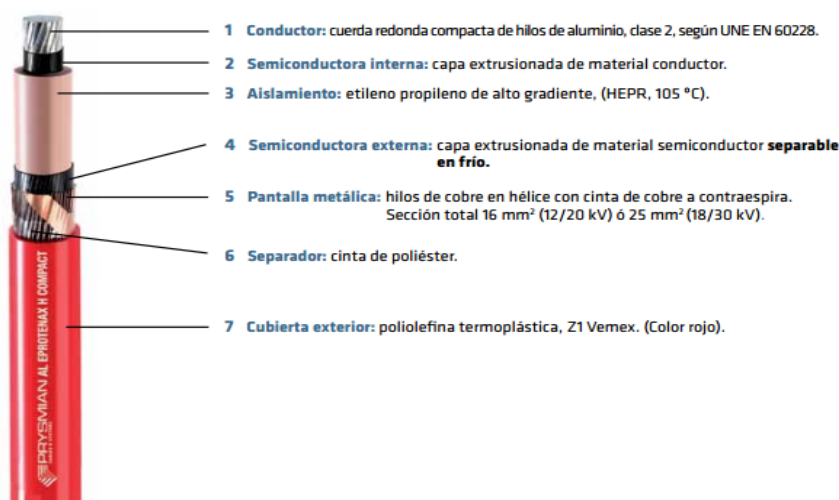 1 Conductor: cuerda redonda compacta de hilos de aluminio, clase 2, según UNE EN 60228.
2 Semiconductora interna: capa extrusionada de material conductor.
3 Aislamiento: etileno propileno de alto gradiente, (HEPR, 105 °C).
4 Semiconductora externa: capa extrusionada de material semiconductor separable
en frío.
5 Pantalla metálica: hilos de cobre en hélice con cinta de cobre a contraespira.
Sección total 16 mm² (12/20 kV) ó 25 mm² (18/30 kV).
6 Separador: cinta de poliéster.
7 Cubierta exterior: poliolefina termoplástica, Z1 Vemex. (Color rojo).
PRYSMIAN AL EPROTENAX H COMPACT